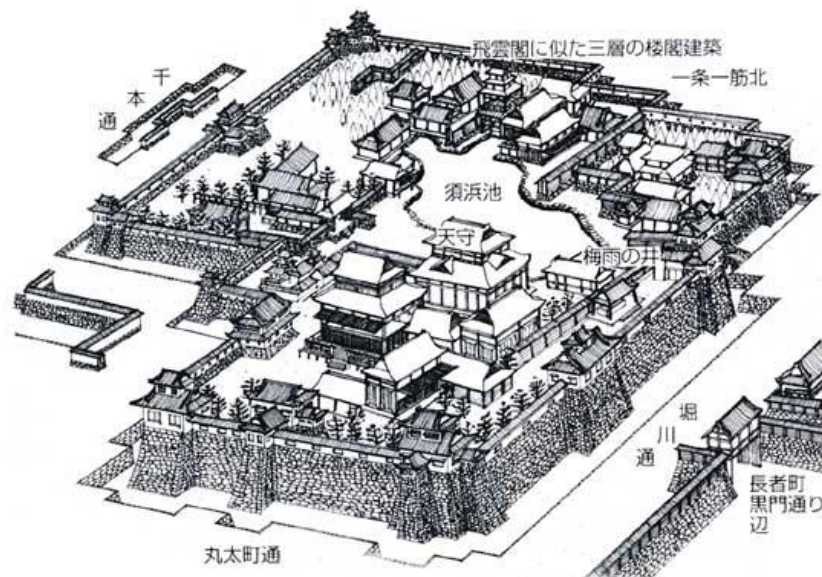 飛雲閣に似た三層の楼閣建築
一条一筋北
千本通
須浜池
天守
梅雨の井
堀川通
長者町
黒門通り
辺
丸太町通